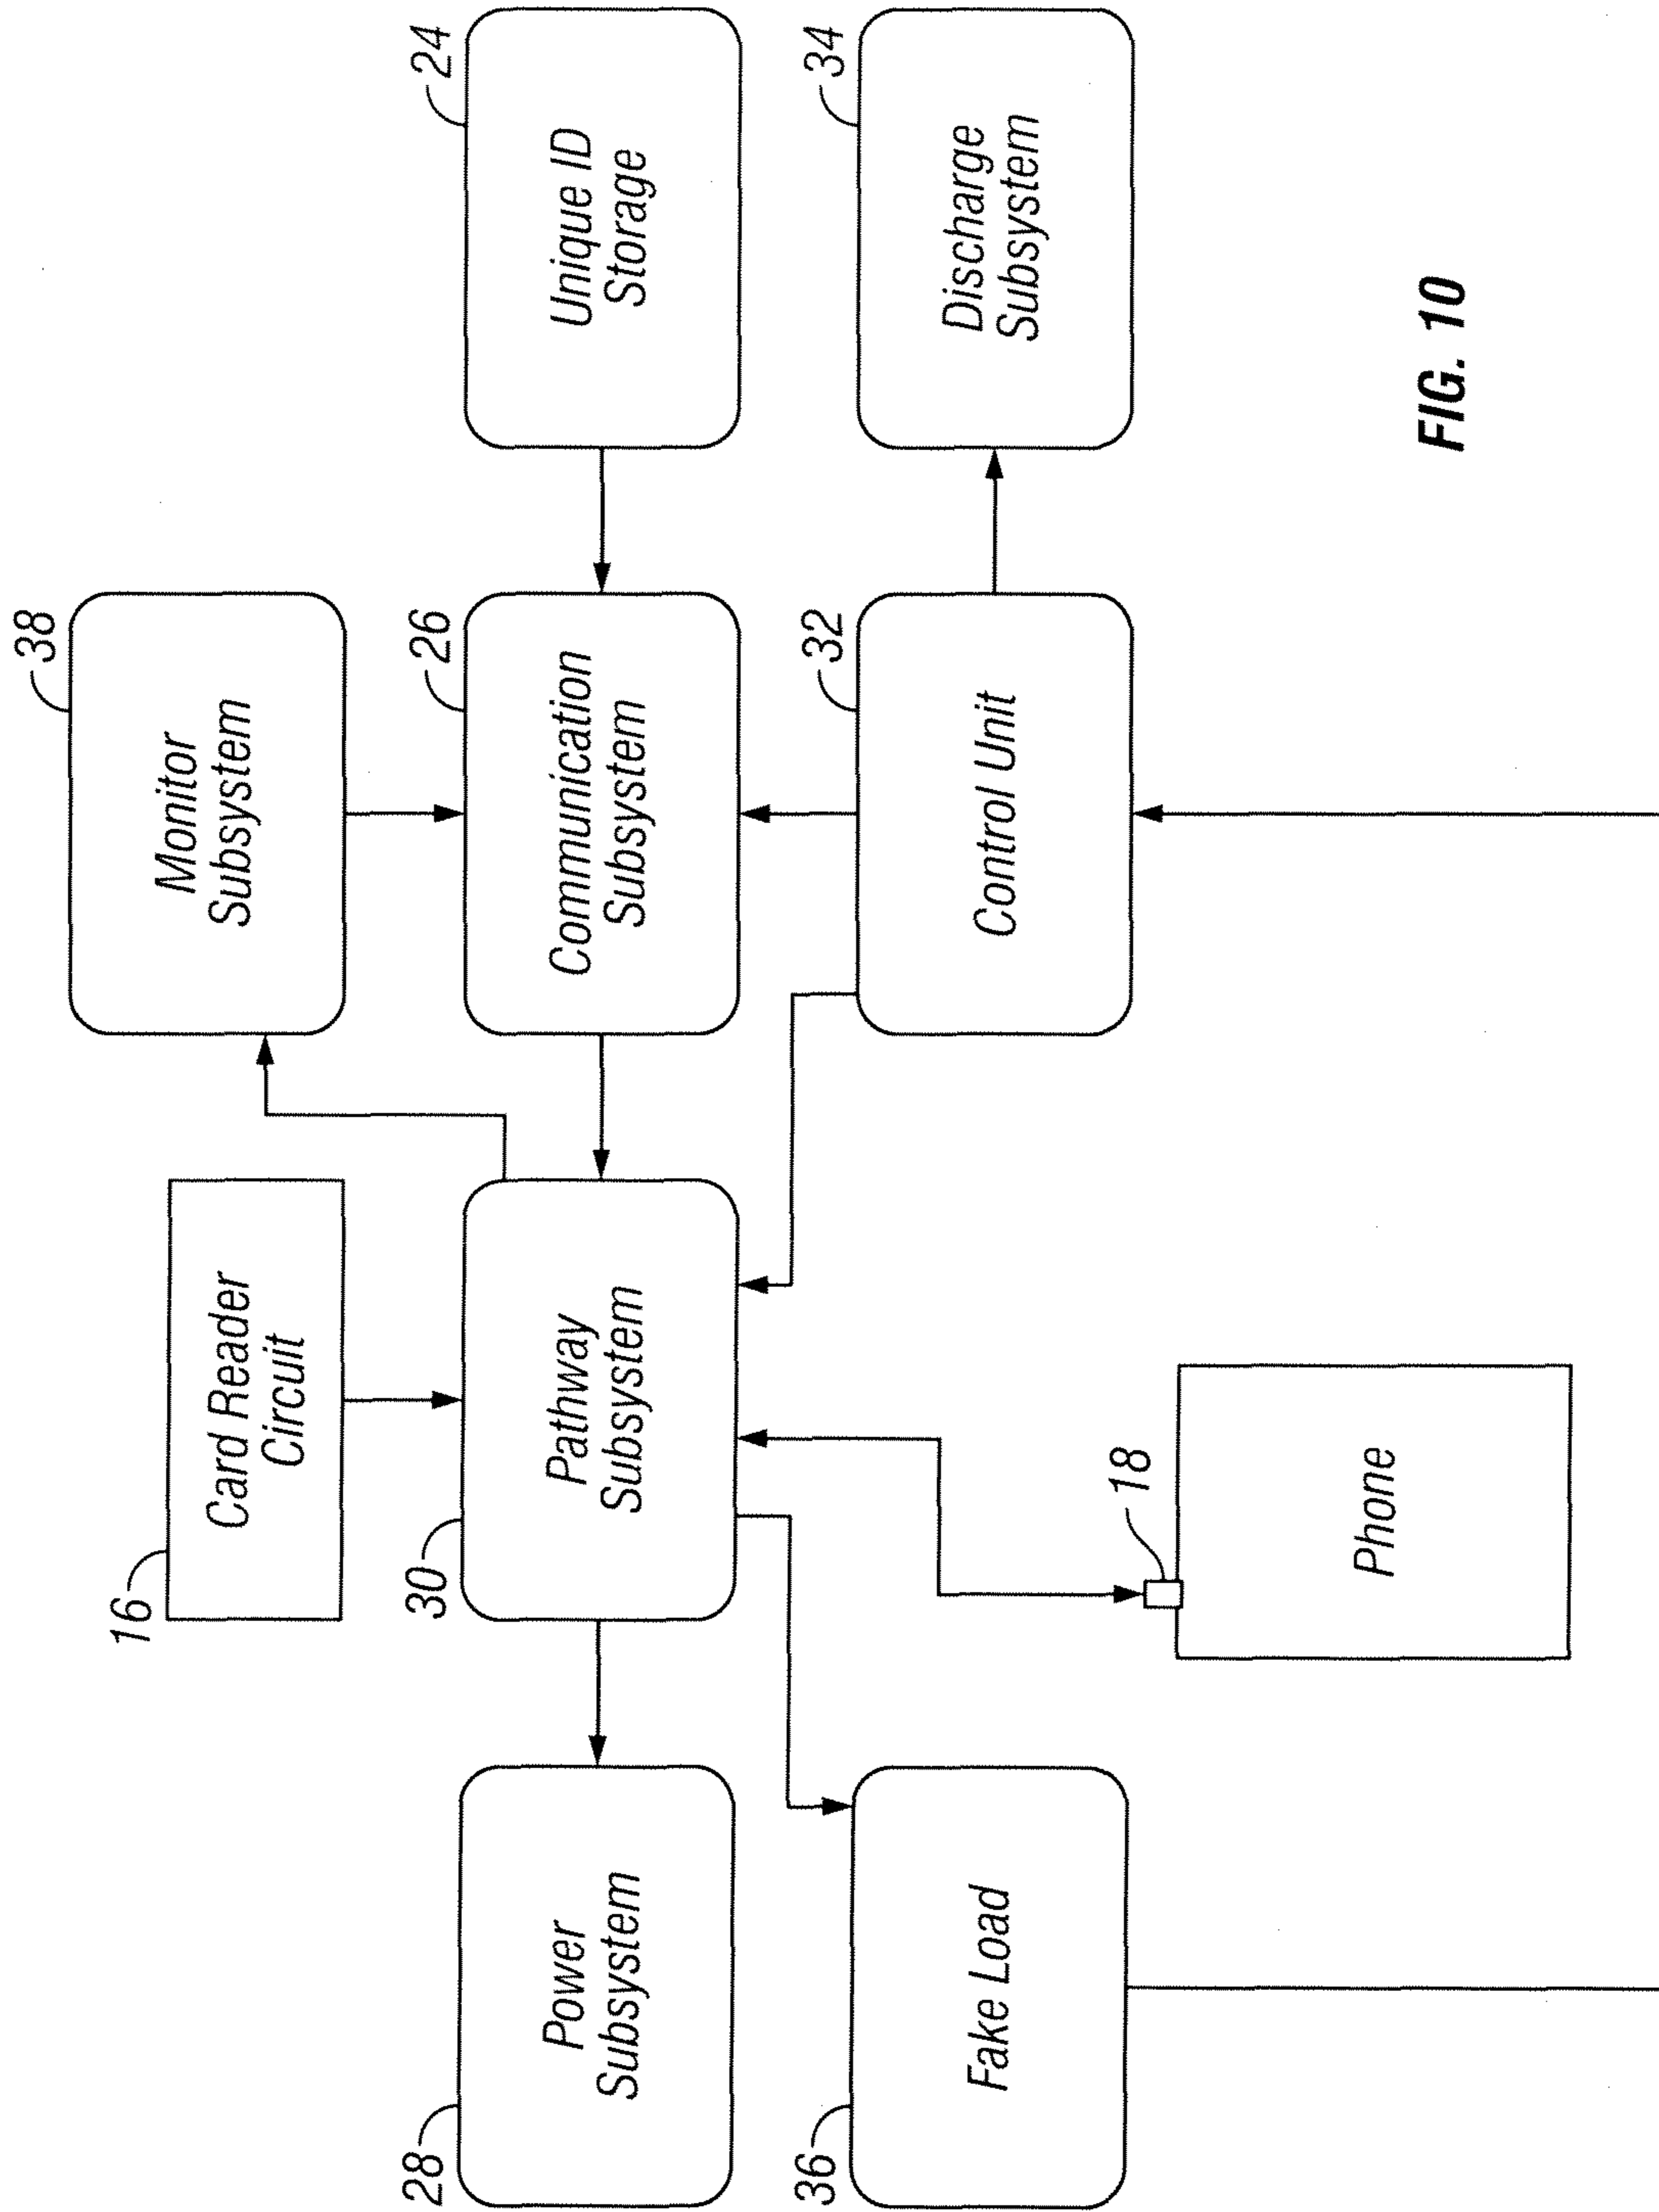 38
Monitor
Subsystem
16
Card Reader
Circuit
28
Power
Subsystem
30
Pathway
Subsystem
26
Communication
Subsystem
24
Unique ID
Storage
36
Fake Load
32
Control Unit
34
Discharge
Subsystem
18
Phone
FIG. 10